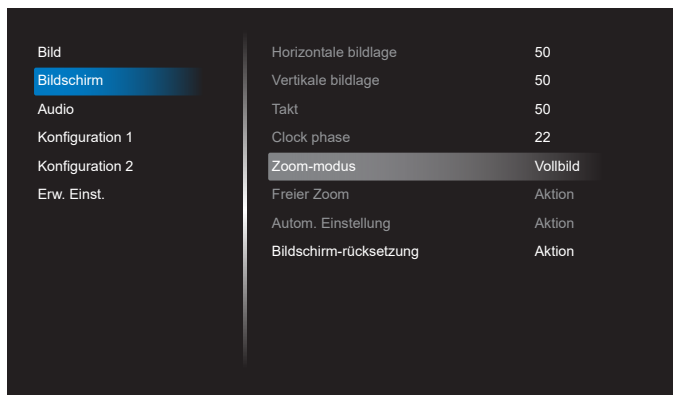 Bild
Bildschirm
Audio
Konfiguration 1
Konfiguration 2
Erw. Einst.
Horizontale bildlage 50
Vertikale bildlage 50
Takt 50
Clock phase 22
Zoom-modus Vollbild
Freier Zoom Aktion
Autom. Einstellung Aktion
Bildschirm-rücksetzung Aktion